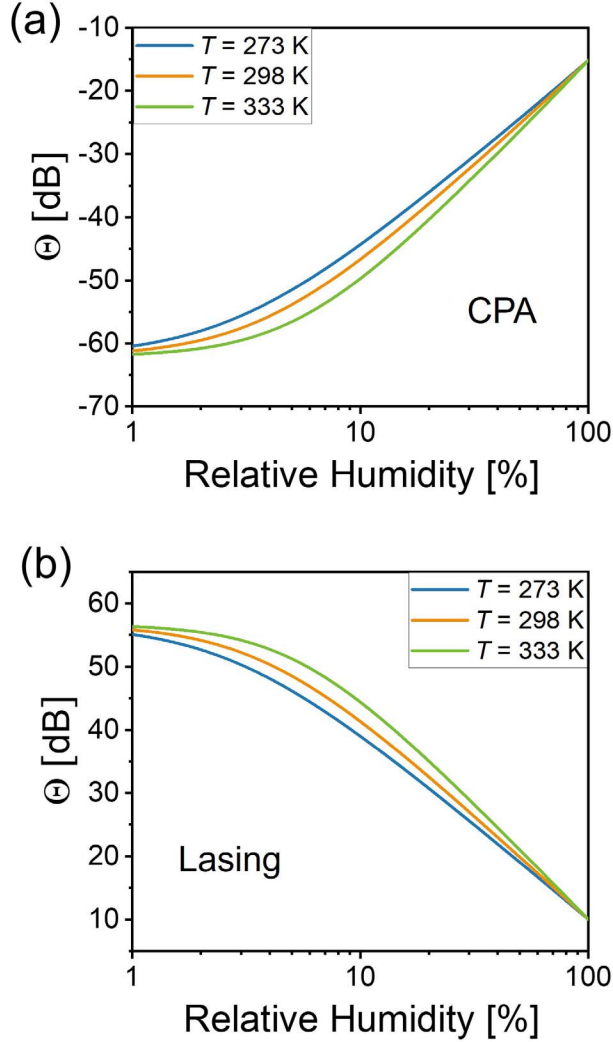 (a)
-10
-20
-30
-40
-50
-60
-70
Θ [dB]
T = 273 K
T = 298 K
T = 333 K
CPA
1
10
100
Relative Humidity [%]
(b)
60
50
40
30
20
10
Θ [dB]
T = 273 K
T = 298 K
T = 333 K
Lasing
1
10
100
Relative Humidity [%]